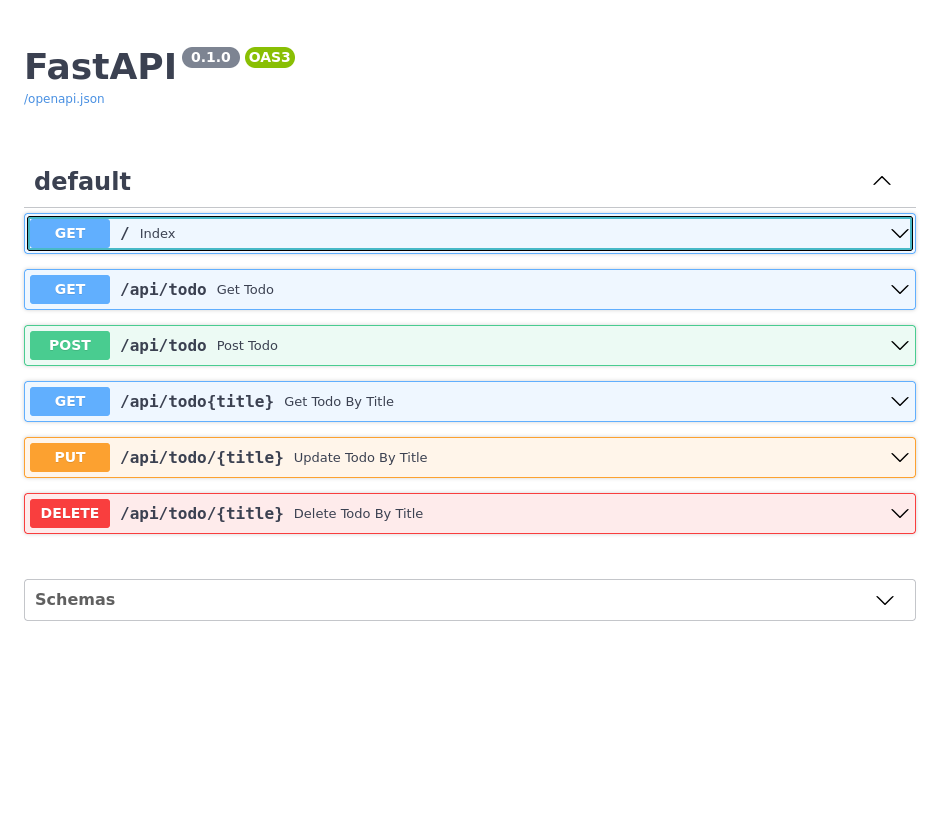 FastAPI 0.1.0 OAS3
/openapi.json
default
GET / Index
GET /api/todo Get Todo
POST /api/todo Post Todo
GET /api/todo{title} Get Todo By Title
PUT /api/todo/{title} Update Todo By Title
DELETE /api/todo/{title} Delete Todo By Title
Schemas